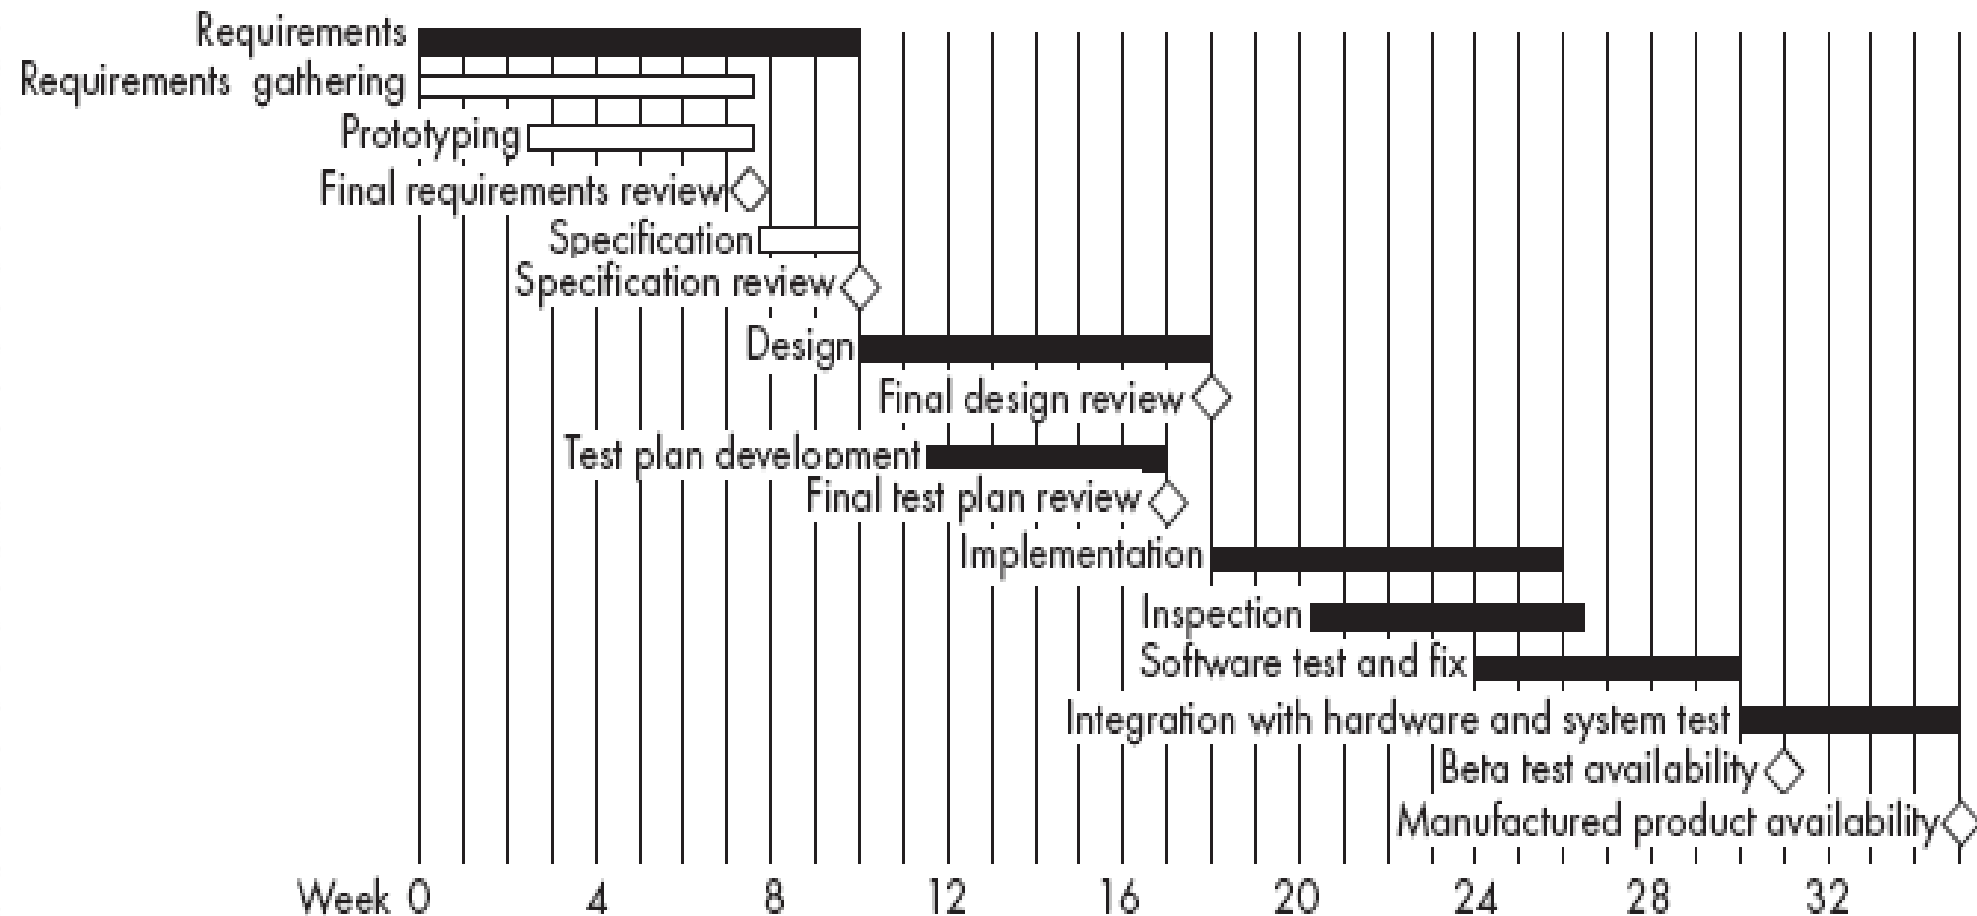 Requirements
Requirements gathering
Prototyping
Final requirements review
Specification
Specification review
Design
Final design review
Test plan development
Final test plan review
Implementation
Inspection
Software test and fix
Integration with hardware and system test
Beta test availability
Manufactured product availability
Week 0 4 8 12 16 20 24 28 32